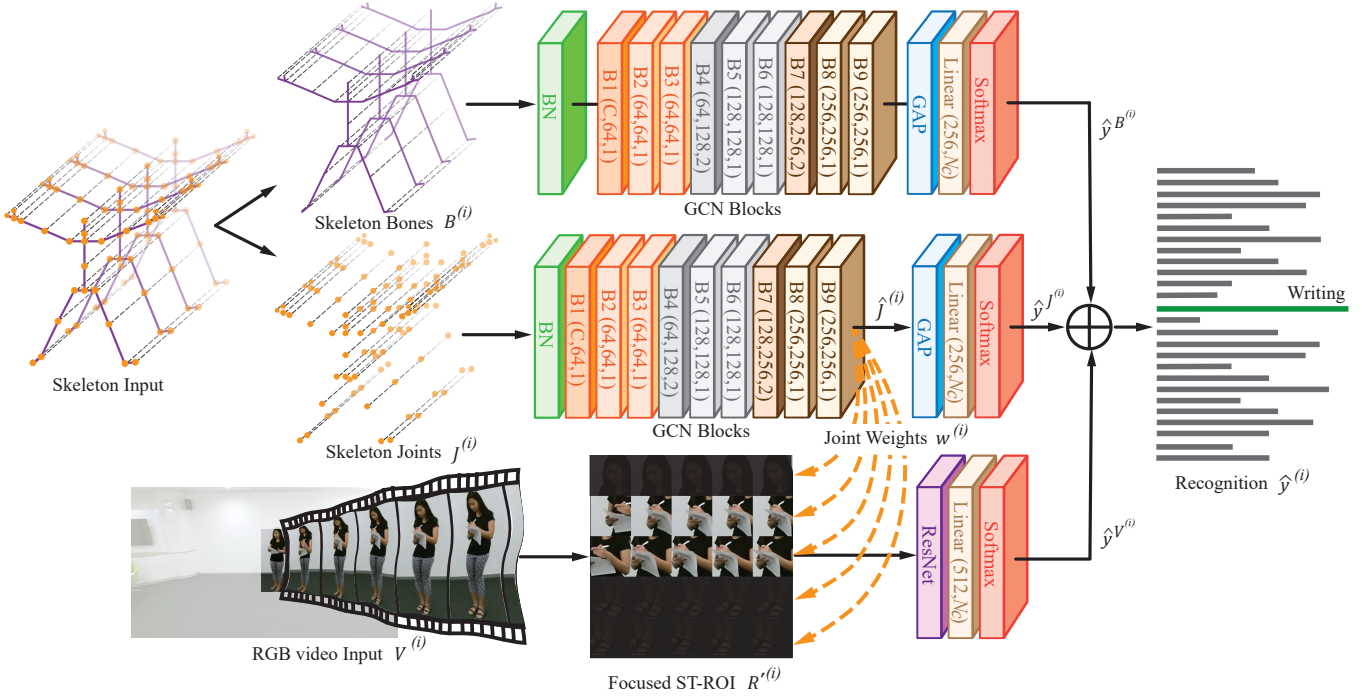 Skeleton Input
Skeleton Bones B^(i)
BN
B1 (C,64,1)
B2 (64,64,1)
B3 (64,64,1)
B4 (64,128,2)
B5 (128,128,1)
B6 (128,128,1)
B7 (128,256,2)
B8 (256,256,1)
B9 (256,256,1)
GCN Blocks
GAP
Linear (256,Nc)
Softmax
ŷ^B^(i)
Skeleton Joints J^(i)
BN
B1 (C,64,1)
B2 (64,64,1)
B3 (64,64,1)
B4 (64,128,2)
B5 (128,128,1)
B6 (128,128,1)
B7 (128,256,2)
B8 (256,256,1)
B9 (256,256,1)
GCN Blocks
Ĵ^(i)
GAP
Linear (256,Nc)
Softmax
ŷ^J^(i)
Joint Weights w^(i)
RGB video Input V^(i)
Focused ST-ROI R'^(i)
ResNet
Linear (512,Nc)
Softmax
ŷ^V^(i)
Writing
Recognition ŷ^(i)